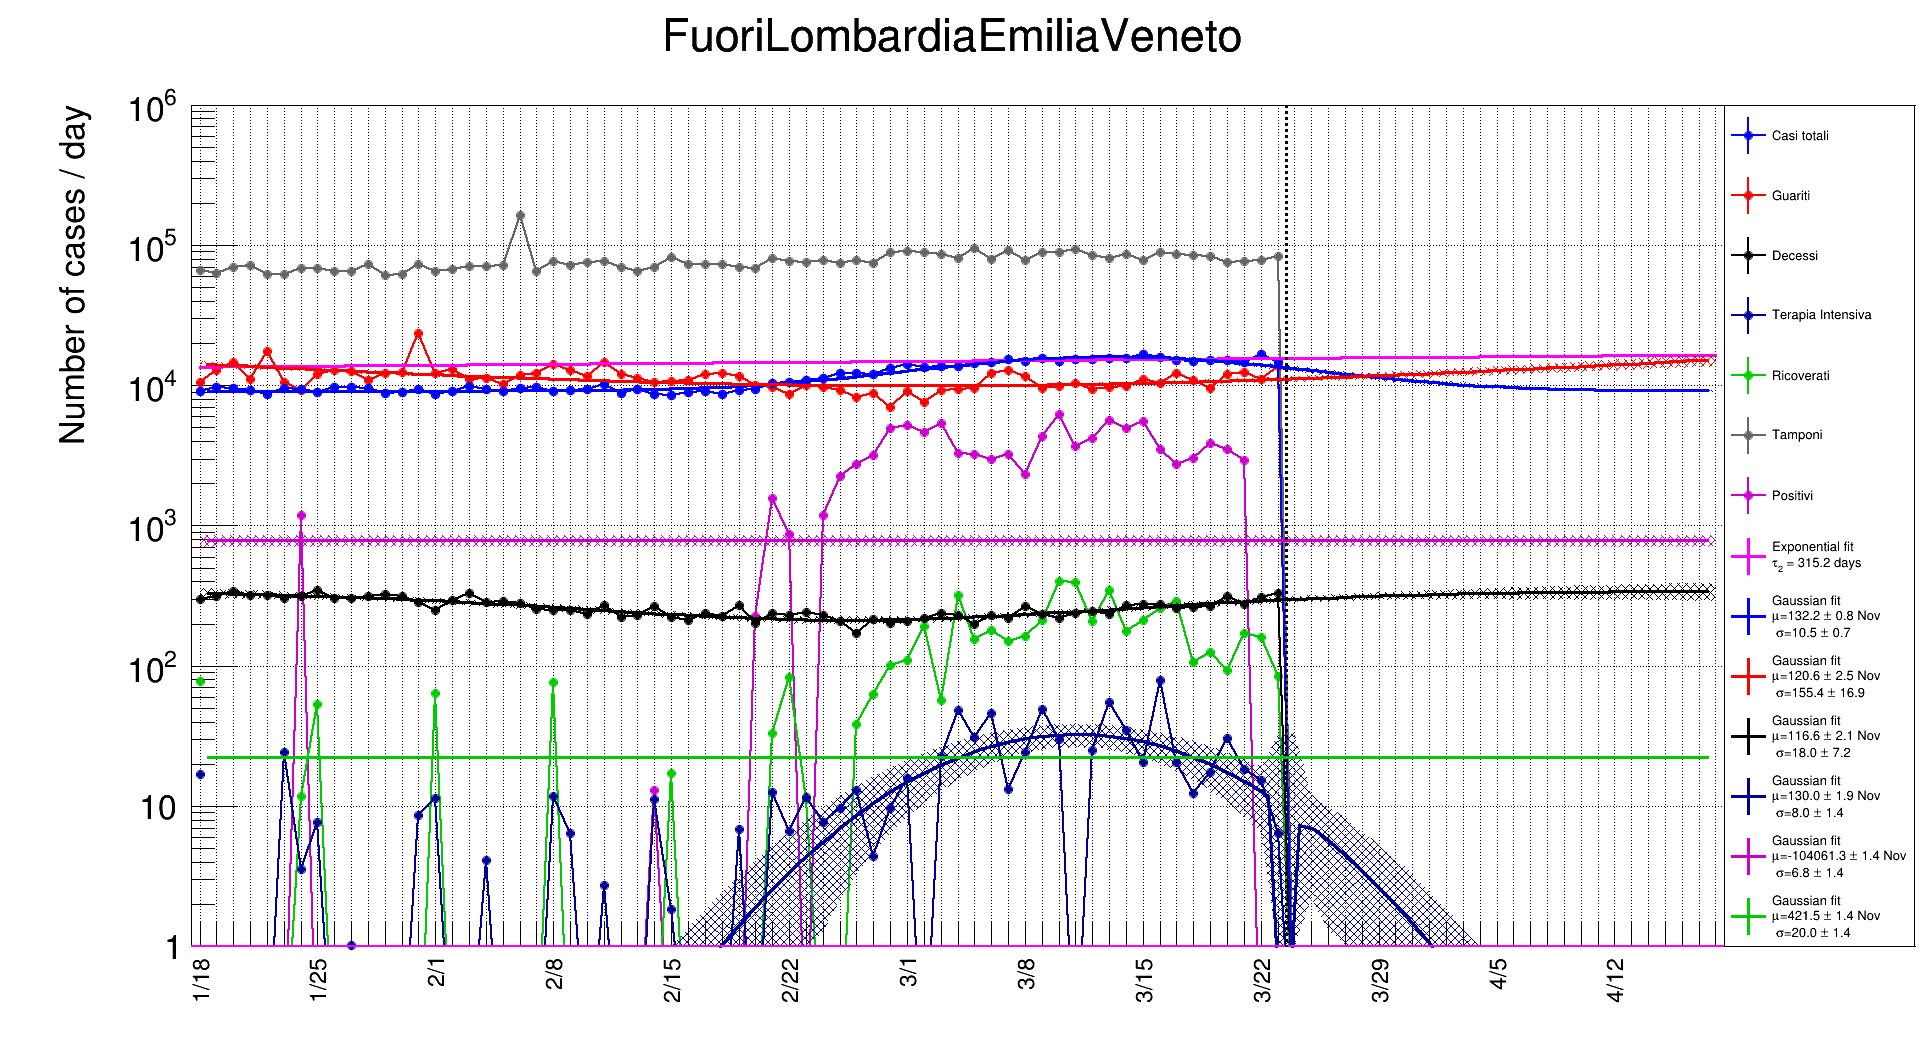 FuoriLombardiaEmiliaVeneto
Number of cases / day
10^6
10^5
10^4
10^3
10^2
10
1
1/18
1/25
2/1
2/8
2/15
2/22
3/1
3/8
3/15
3/22
3/29
4/5
4/12
Casi totali
Guariti
Decessi
Terapia Intensiva
Ricoverati
Tamponi
Positivi
Exponential fit
τ₂ = 315.2 days
Gaussian fit
μ=132.2 ± 0.8 Nov
σ=10.5 ± 0.7
Gaussian fit
μ=120.6 ± 2.5 Nov
σ=155.4 ± 16.9
Gaussian fit
μ=116.6 ± 2.1 Nov
σ=18.0 ± 7.2
Gaussian fit
μ=130.0 ± 1.9 Nov
σ=8.0 ± 1.4
Gaussian fit
μ=-104061.3 ± 1.4 Nov
σ=6.8 ± 1.4
Gaussian fit
μ=421.5 ± 1.4 Nov
σ=20.0 ± 1.4